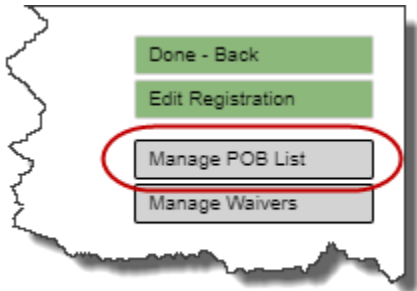 Done - Back
Edit Registration
Manage POB List
Manage Waivers